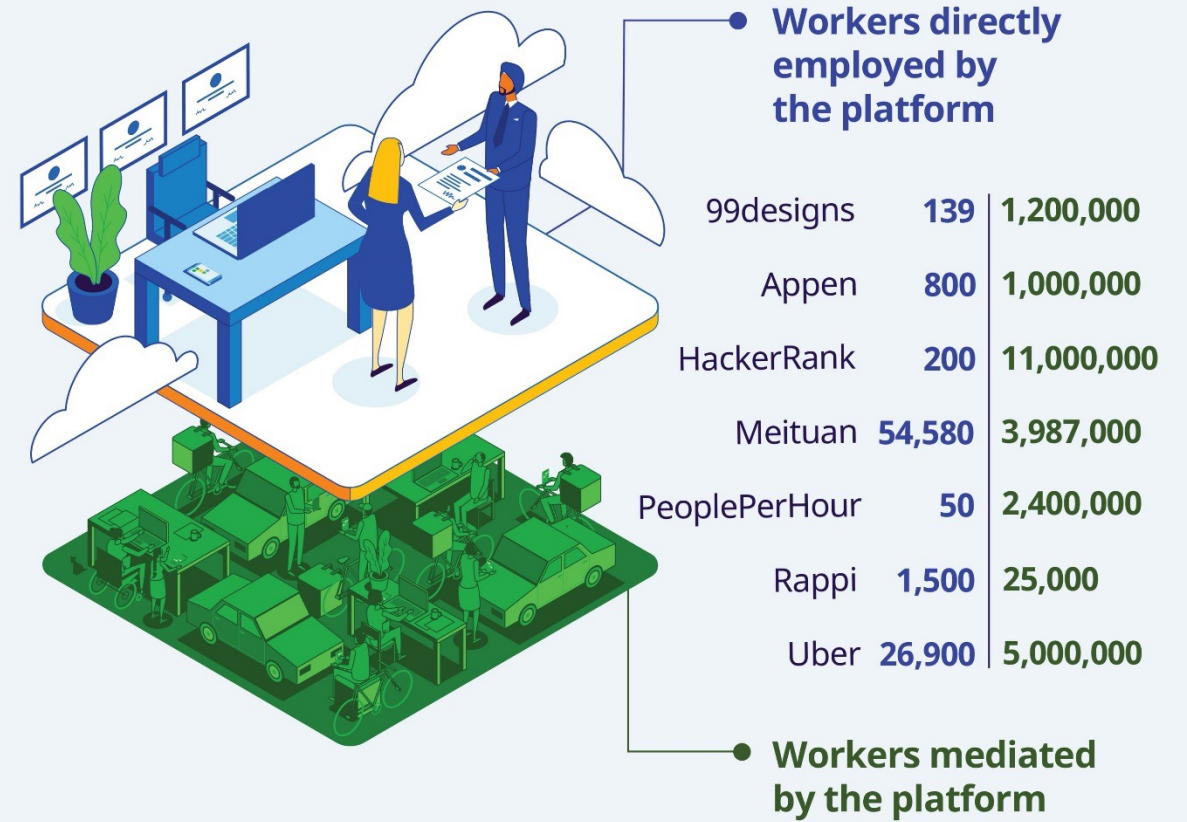 Workers directly
employed by
the platform
99designs 139 1,200,000
Appen 800 1,000,000
HackerRank 200 11,000,000
Meituan 54,580 3,987,000
PeoplePerHour 50 2,400,000
Rappi 1,500 25,000
Uber 26,900 5,000,000
Workers mediated
by the platform